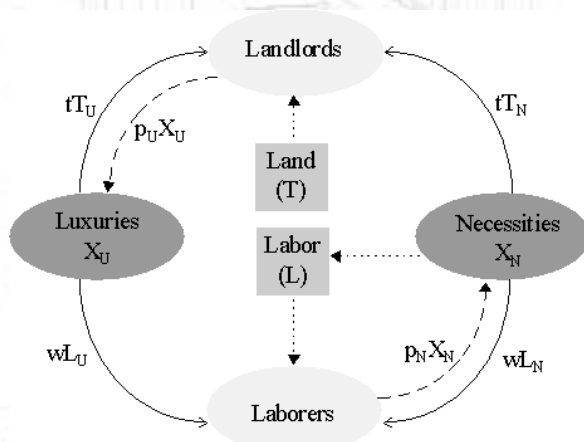 Landlords
tT_U
tT_N
p_UX_U
Land
(T)
Luxuries
X_U
Labor
(L)
Necessities
X_N
wL_U
p_NX_N
wL_N
Laborers